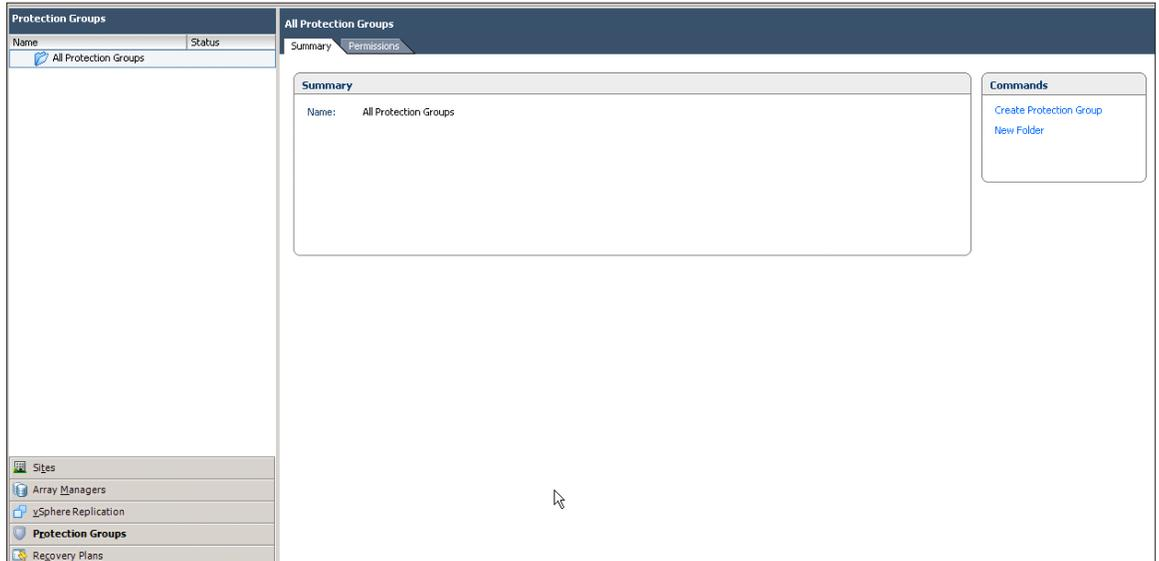 Protection Groups
Name Status
All Protection Groups
Sites
Array Managers
vSphere Replication
Protection Groups
Recovery Plans
All Protection Groups
Summary Permissions
Summary
Name: All Protection Groups
Commands
Create Protection Group
New Folder